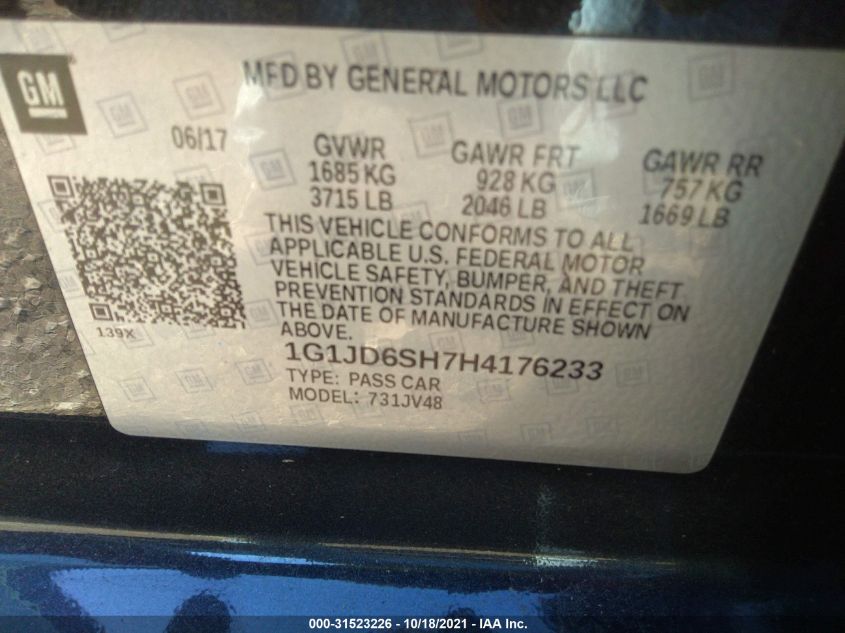 GM
MFD BY GENERAL MOTORS LLC
06/17
GVWR
1685 KG
3715 LB
GAWR FRT
928 KG
2046 LB
GAWR RR
757 KG
1669 LB
THIS VEHICLE CONFORMS TO ALL
APPLICABLE U.S. FEDERAL MOTOR
VEHICLE SAFETY, BUMPER, AND THEFT
PREVENTION STANDARDS IN EFFECT ON
THE DATE OF MANUFACTURE SHOWN
ABOVE.
139X
1G1JD6SH7H4176233
TYPE: PASS CAR
MODEL: 731JV48
000-31523226 - 10/18/2021 - IAA Inc.